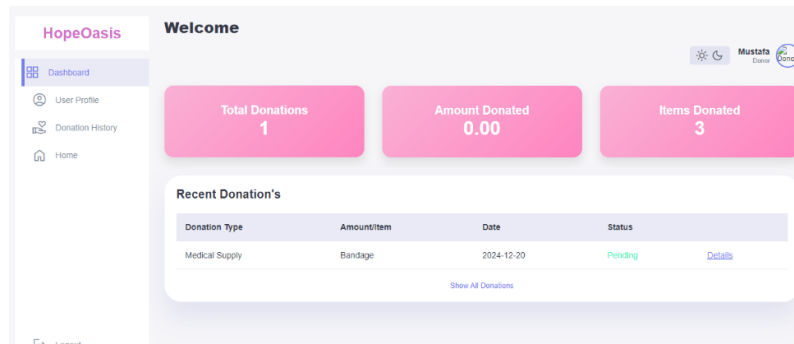 HopeOasis
Dashboard
User Profile
Donation History
Home
Welcome
Mustafa
Donor
Total Donations
1
Amount Donated
0.00
Items Donated
3
Recent Donation's
Donation Type Amount/Item Date Status
Medical Supply Bandage 2024-12-20 Pending Details
Show All Donations